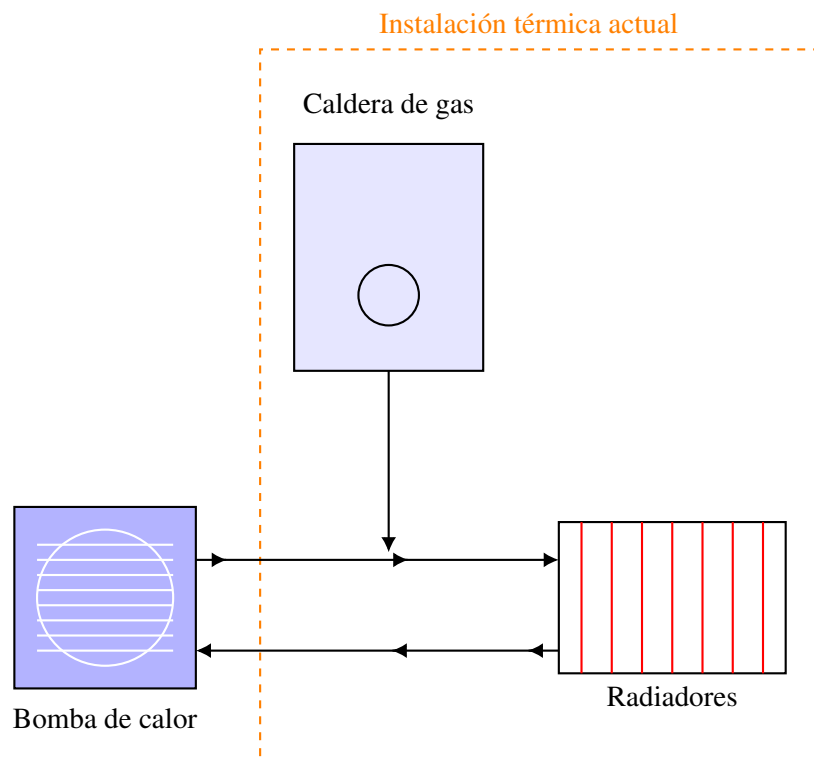 Instalación térmica actual
Caldera de gas
Radiadores
Bomba de calor